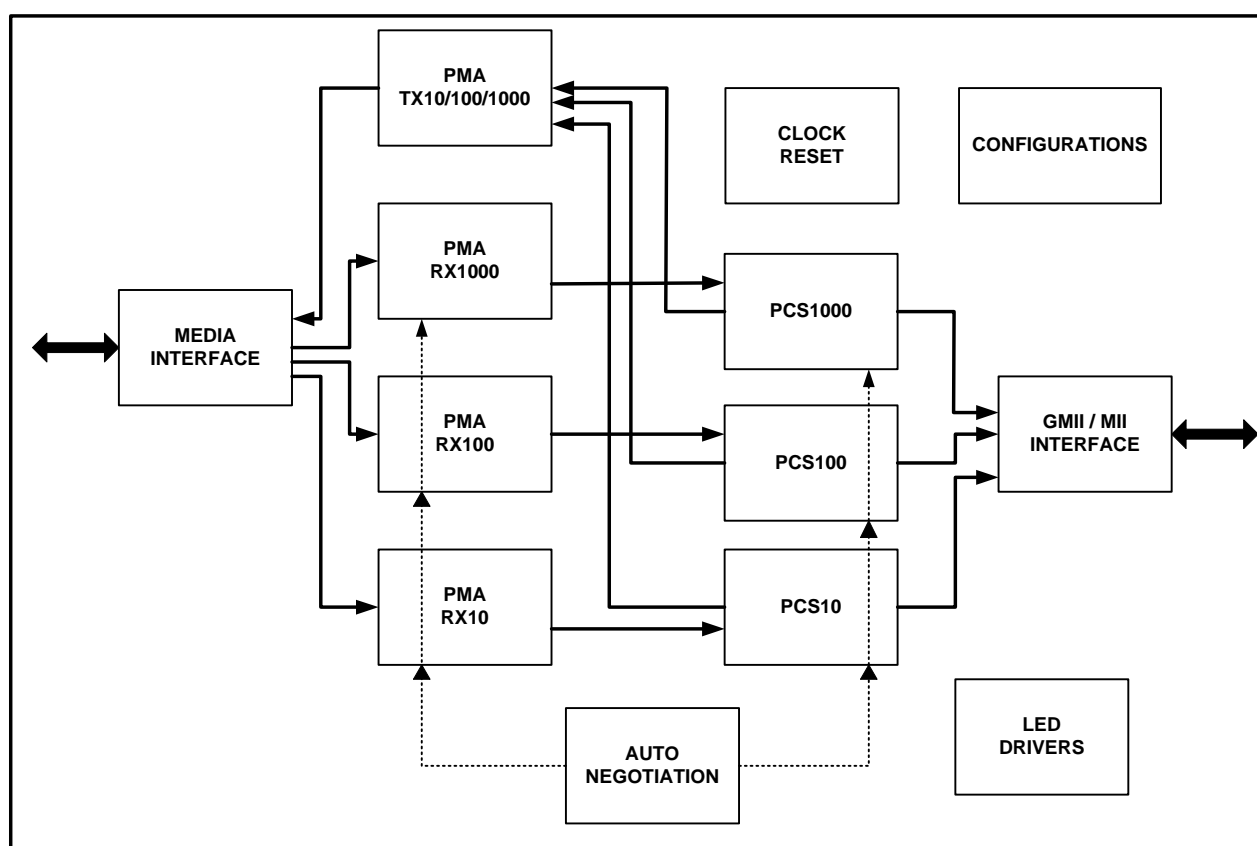 PMA
TX10/100/1000
CLOCK
RESET
CONFIGURATIONS
PMA
RX1000
PCS1000
MEDIA
INTERFACE
PMA
RX100
PCS100
GMII / MII
INTERFACE
PMA
RX10
PCS10
AUTO
NEGOTIATION
LED
DRIVERS